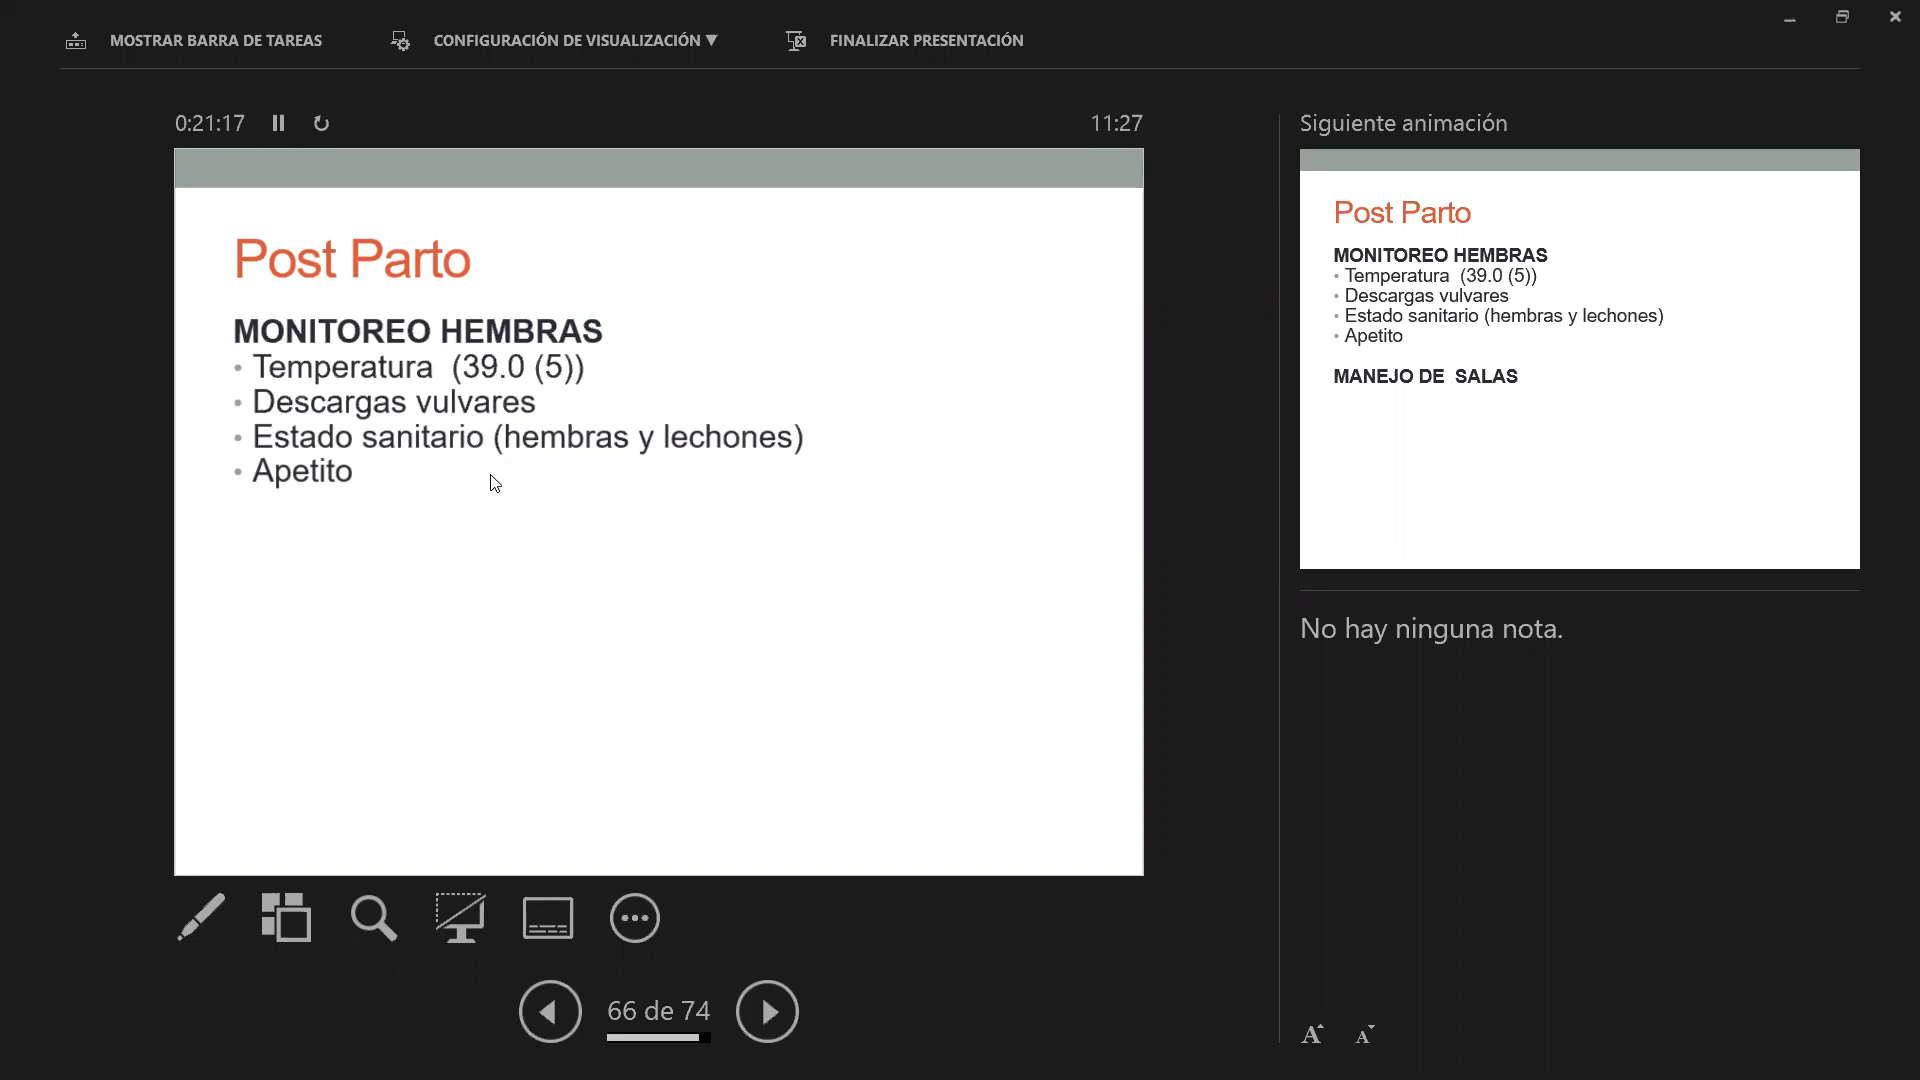 MOSTRAR BARRA DE TAREAS
CONFIGURACIÓN DE VISUALIZACIÓN ▼
FINALIZAR PRESENTACIÓN
0:21:17
11:27
Post Parto
MONITOREO HEMBRAS
• Temperatura (39.0 (5))
• Descargas vulvares
• Estado sanitario (hembras y lechones)
• Apetito
66 de 74
Siguiente animación
Post Parto
MONITOREO HEMBRAS
• Temperatura (39.0 (5))
• Descargas vulvares
• Estado sanitario (hembras y lechones)
• Apetito
MANEJO DE SALAS
No hay ninguna nota.
A A